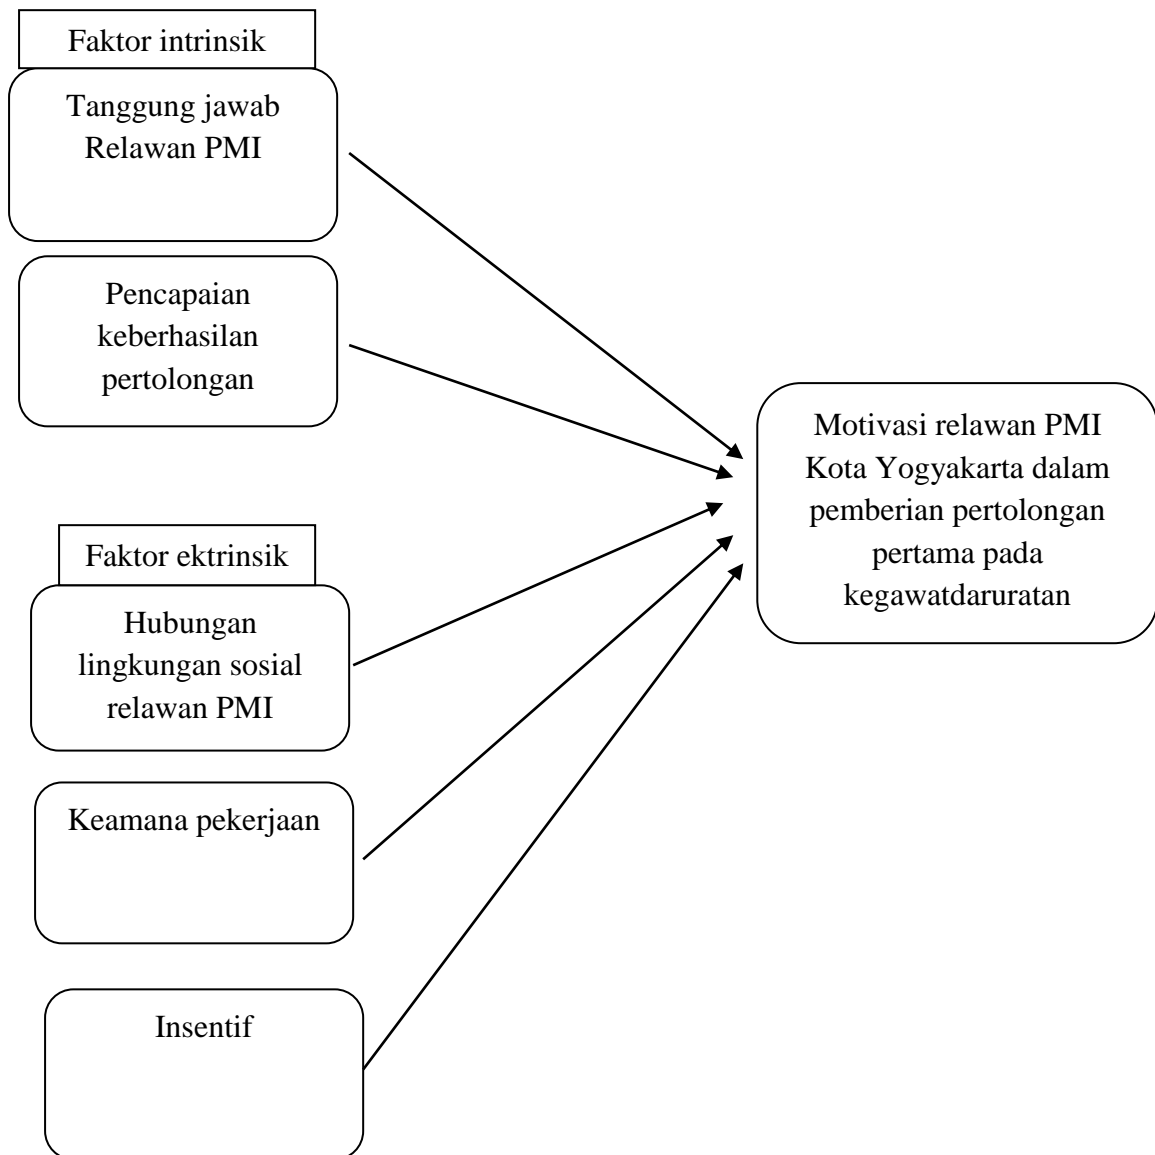 Faktor intrinsik
Tanggung jawab
Relawan PMI
Pencapaian
keberhasilan
pertolongan
Faktor ektrinsik
Hubungan
lingkungan sosial
relawan PMI
Keamana pekerjaan
Insentif
Motivasi relawan PMI
Kota Yogyakarta dalam
pemberian pertolongan
pertama pada
kegawatdaruratan